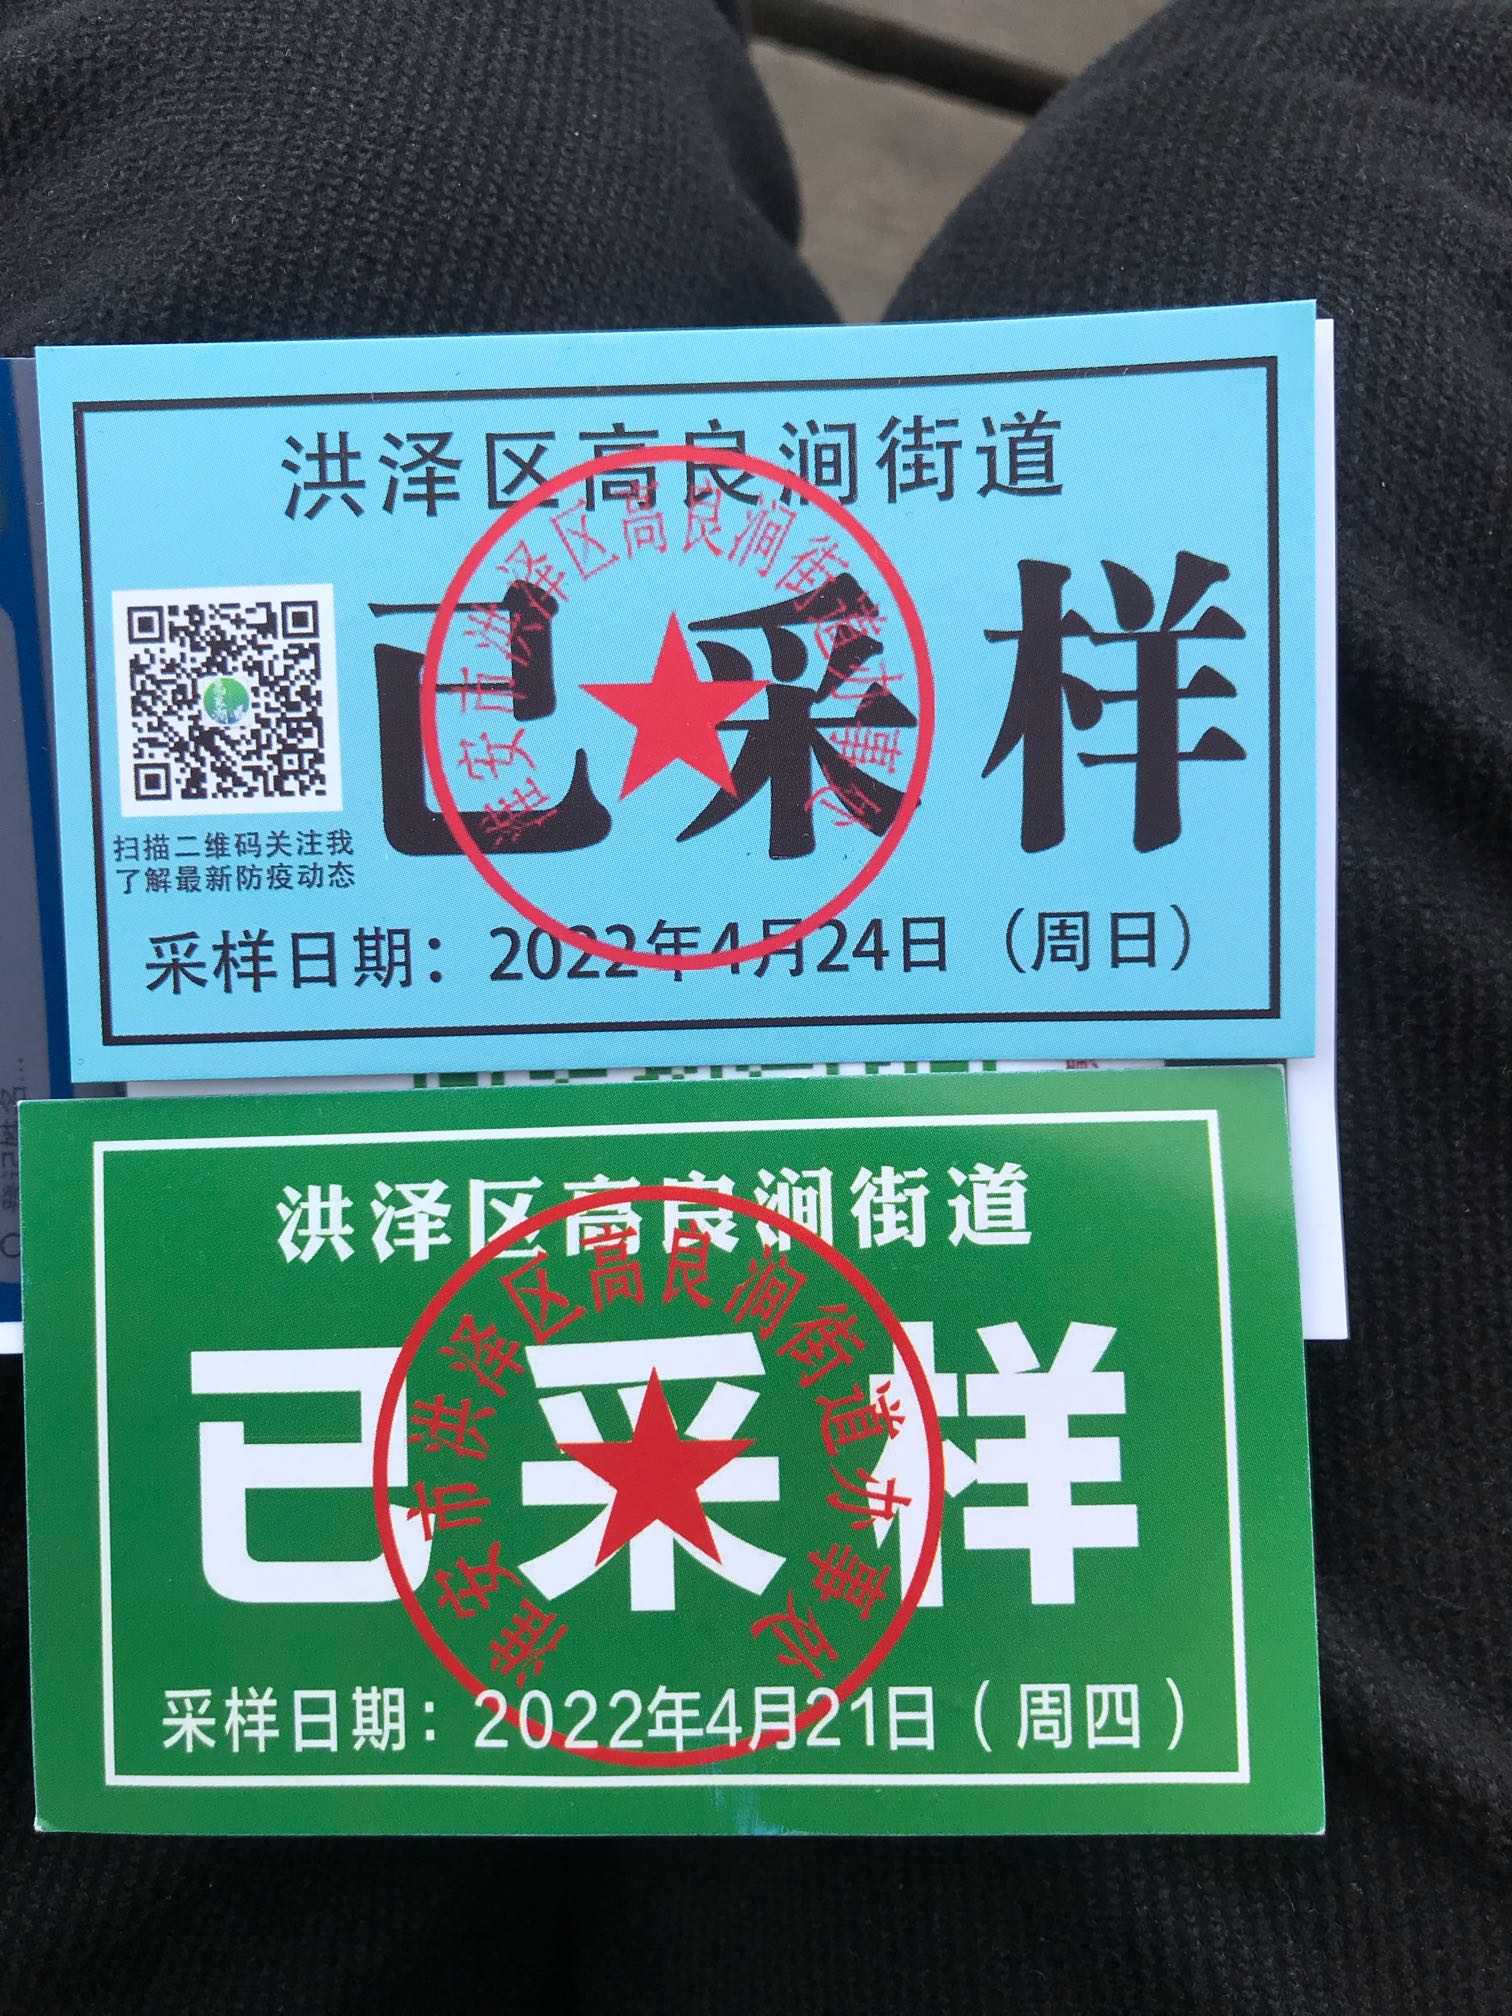 洪泽区高良涧街道
淮安市洪泽区高良涧街道办事处
已采样
扫描二维码关注我
了解最新防疫动态
采样日期：2022年4月24日（周日）
洪泽区高良涧街道
淮安市洪泽区高良涧街道办事处
已采样
采样日期：2022年4月21日（周四）